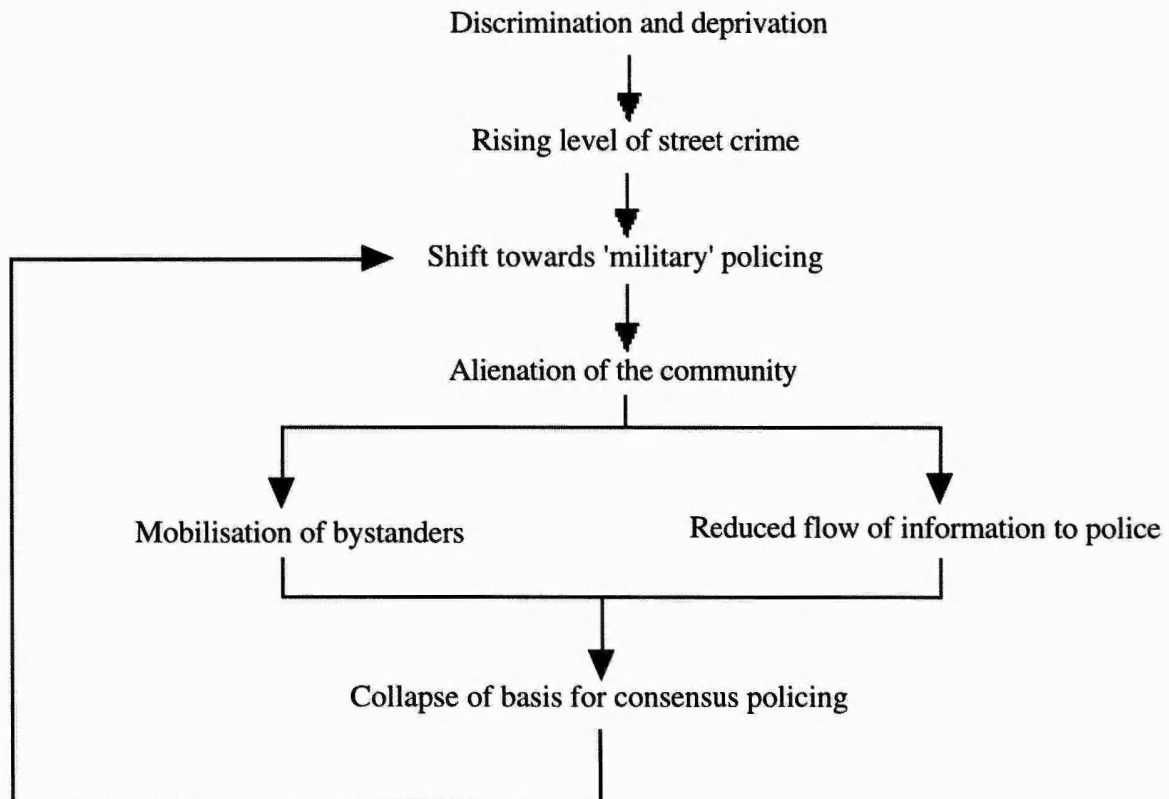 Discrimination and deprivation
Rising level of street crime
Shift towards 'military' policing
Alienation of the community
Mobilisation of bystanders
Reduced flow of information to police
Collapse of basis for consensus policing